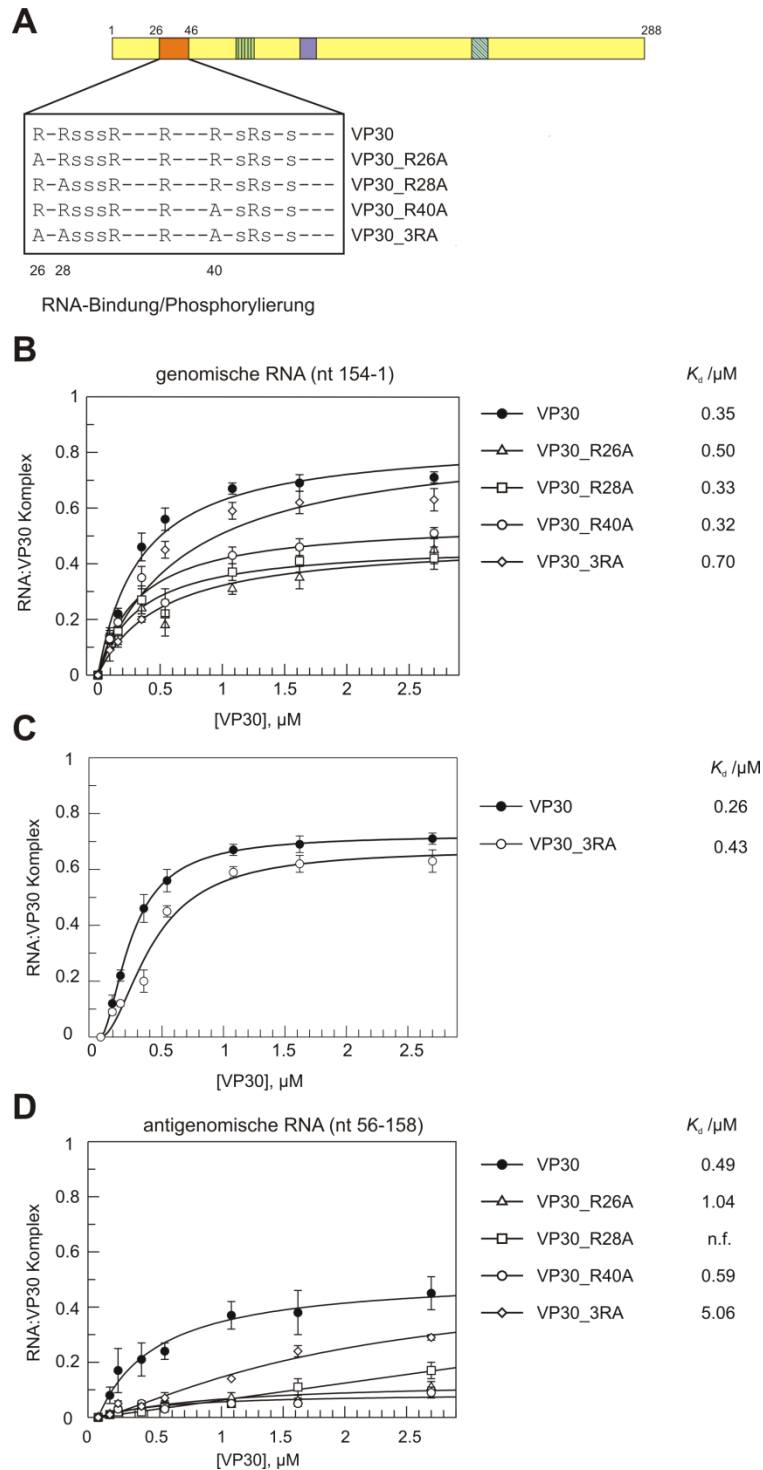 A
1 26 46 288
R-RsssR---R---R-sRs-s--- VP30
A-RsssR---R---R-sRs-s--- VP30_R26A
R-AsssR---R---R-sRs-s--- VP30_R28A
R-RsssR---R---A-sRs-s--- VP30_R40A
A-AsssR---R---A-sRs-s--- VP30_3RA
26 28 40
RNA-Bindung/Phosphorylierung
B
genomische RNA (nt 154-1)
Kd /µM
VP30 0.35
VP30_R26A 0.50
VP30_R28A 0.33
VP30_R40A 0.32
VP30_3RA 0.70
RNA:VP30 Komplex
1
0.8
0.6
0.4
0.2
0
0 0.5 1 1.5 2 2.5
[VP30], µM
C
Kd /µM
VP30 0.26
VP30_3RA 0.43
RNA:VP30 Komplex
1
0.8
0.6
0.4
0.2
0
0 0.5 1 1.5 2 2.5
[VP30], µM
D
antigenomische RNA (nt 56-158)
Kd /µM
VP30 0.49
VP30_R26A 1.04
VP30_R28A n.f.
VP30_R40A 0.59
VP30_3RA 5.06
RNA:VP30 Komplex
1
0.8
0.6
0.4
0.2
0
0 0.5 1 1.5 2 2.5
[VP30], µM